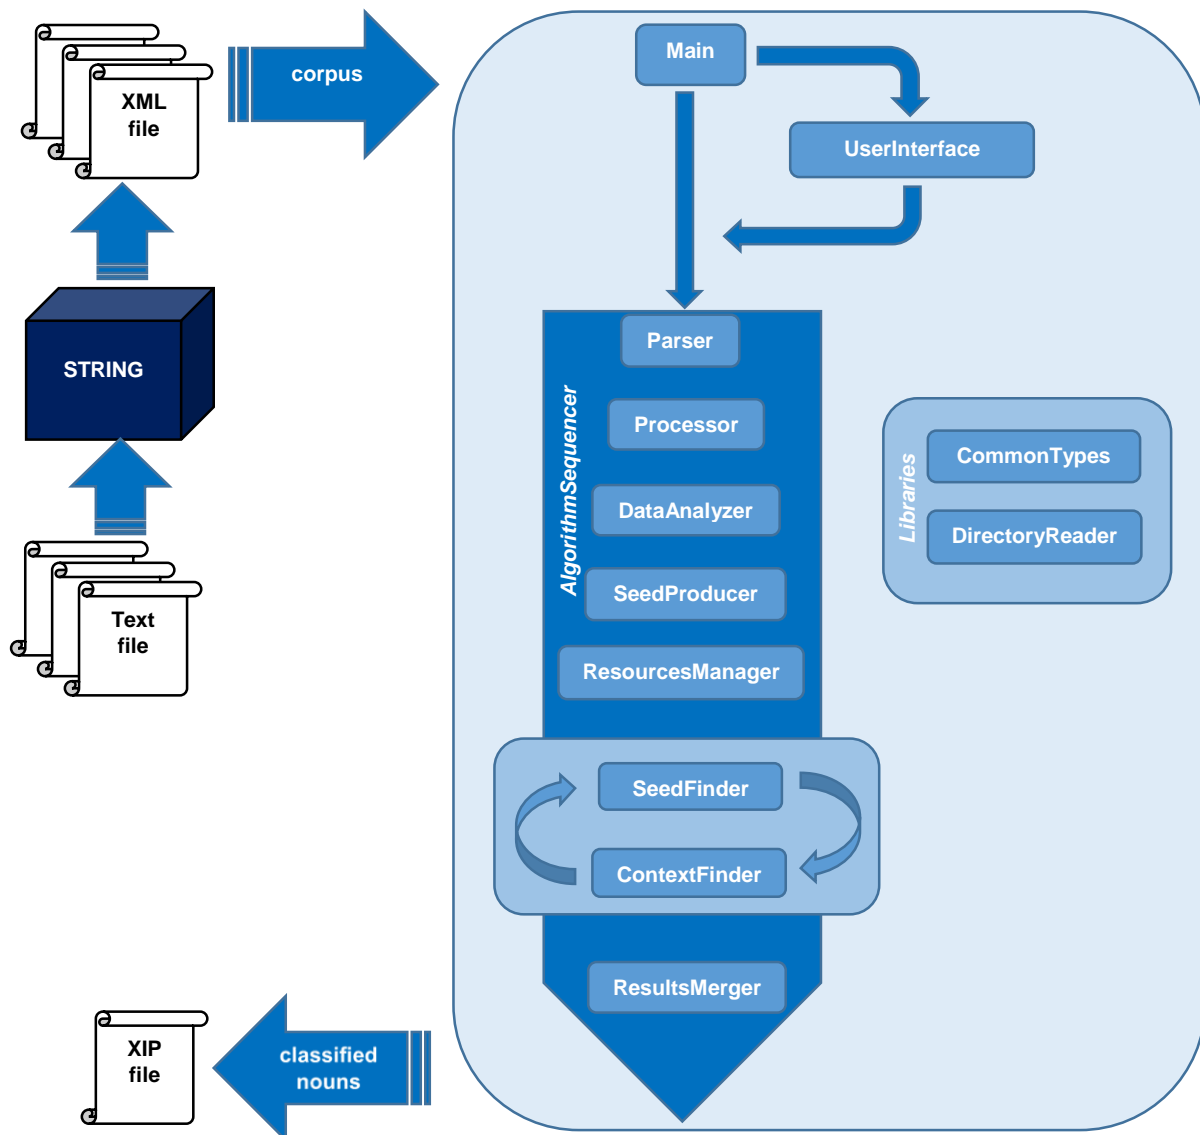 XML
file
corpus
STRING
Text
file
Main
UserInterface
AlgorithmSequencer
Parser
Processor
DataAnalyzer
SeedProducer
ResourcesManager
SeedFinder
ContextFinder
ResultsMerger
Libraries
CommonTypes
DirectoryReader
classified
nouns
XIP
file